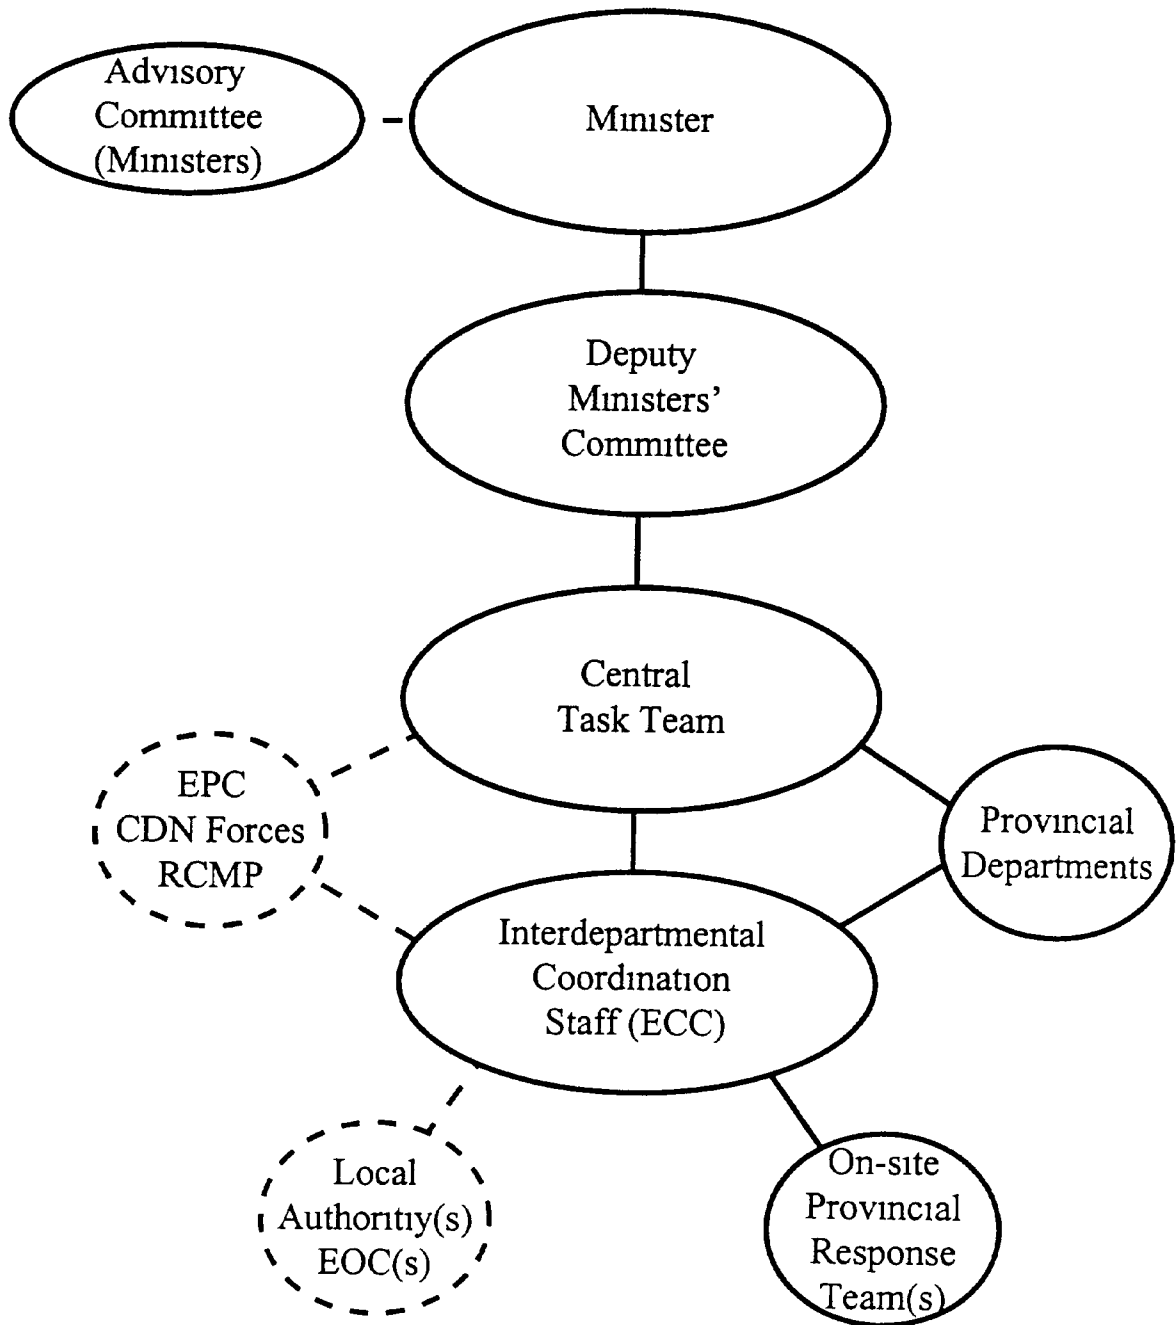 Advisory
Committee
(Ministers)
Minister
Deputy
Ministers’
Committee
Central
Task Team
EPC
CDN Forces
RCMP
Provincial
Departments
Interdepartmental
Coordination
Staff (ECC)
Local
Authoritiy(s)
EOC(s)
On-site
Provincial
Response
Team(s)